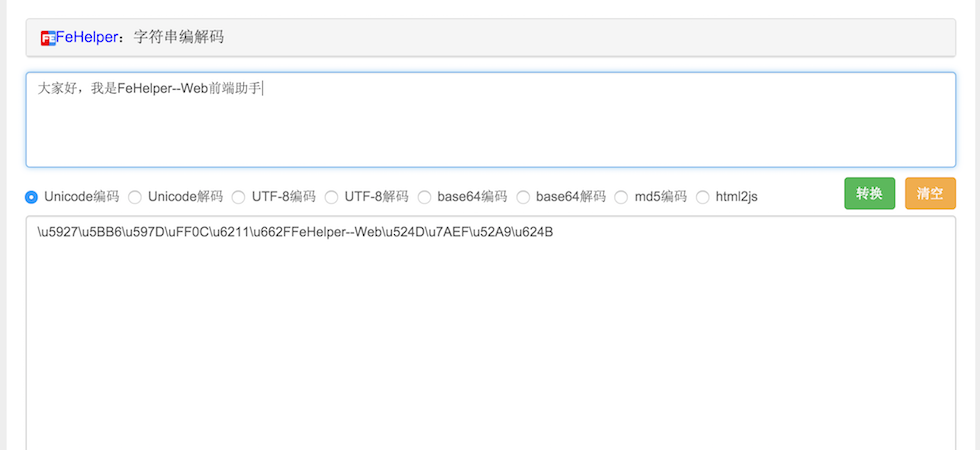 FeHelper：字符串编解码
大家好，我是FeHelper--Web前端助手
Unicode编码 Unicode解码 UTF-8编码 UTF-8解码 base64编码 base64解码 md5编码 html2js 转换 清空
\u5927\u5BB6\u597D\uFF0C\u6211\u662FFeHelper--Web\u524D\u7AEF\u52A9\u624B